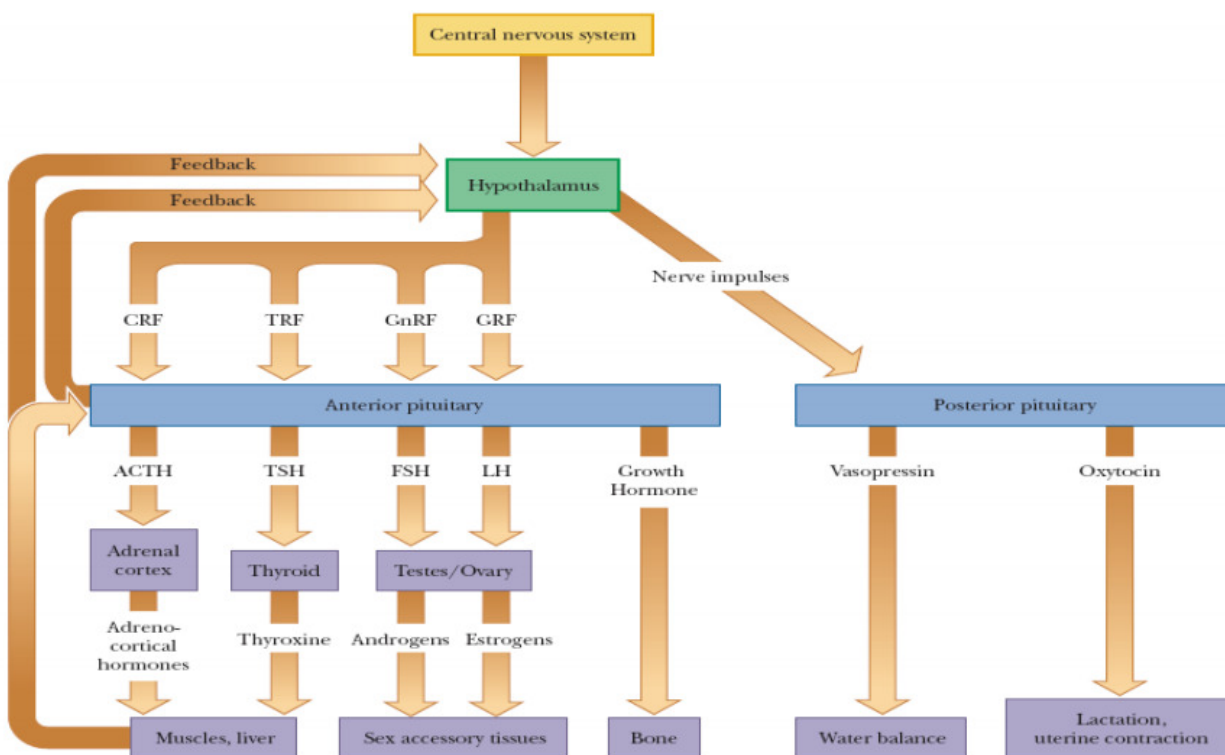 Central nervous system
Feedback
Hypothalamus
Feedback
Nerve impulses
CRF
TRF
GnRF
GRF
Anterior pituitary
Posterior pituitary
ACTH
TSH
FSH
LH
Growth
Hormone
Vasopressin
Oxytocin
Adrenal
cortex
Thyroid
Testes/Ovary
Adreno-
cortical
hormones
Thyroxine
Androgens
Estrogens
Muscles, liver
Sex accessory tissues
Bone
Water balance
Lactation,
uterine contraction